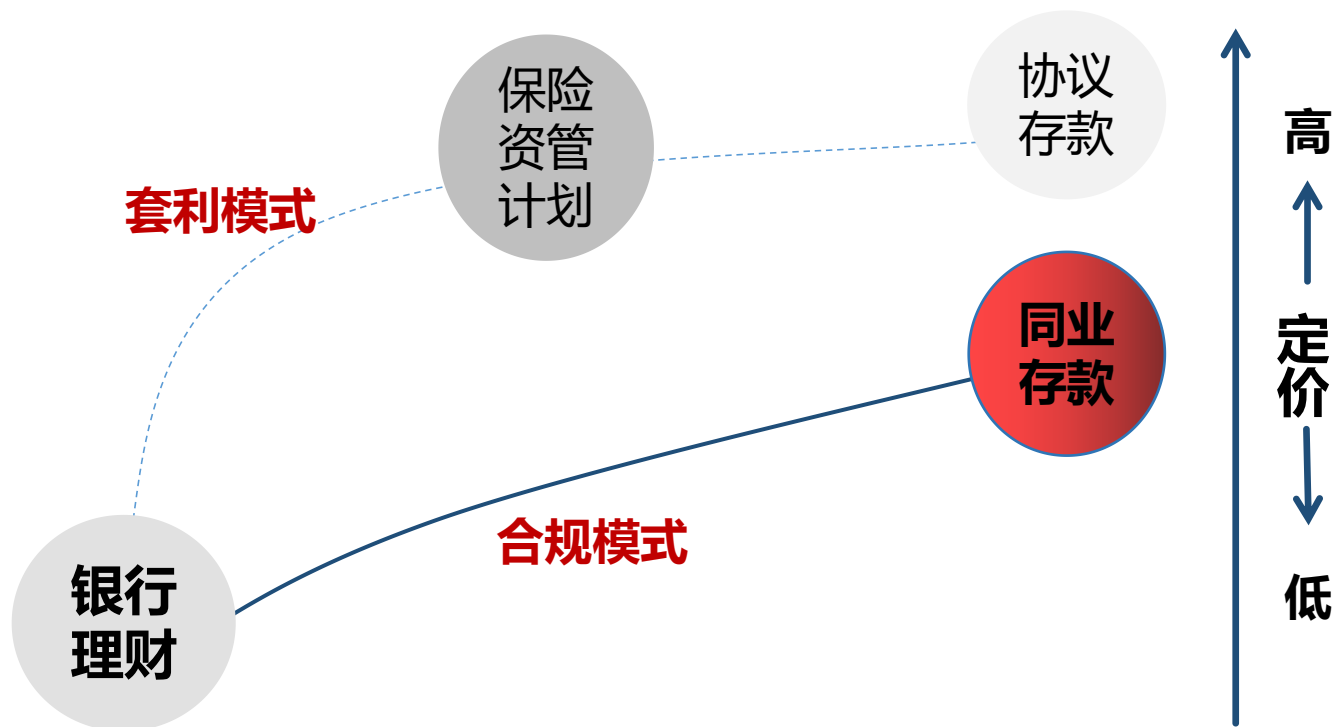 保险
资管
计划
协议
存款
高
套利模式
同业
存款
定
价
合规模式
银行
理财
低